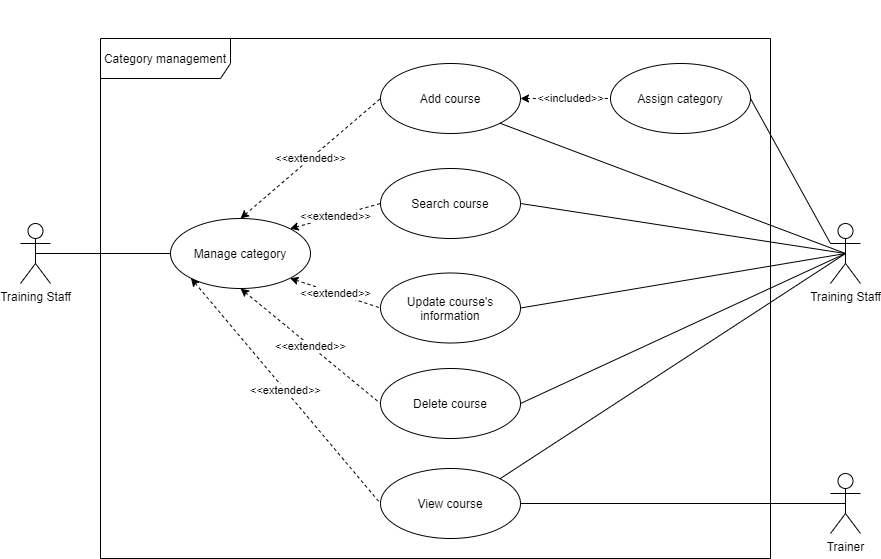 Category management
Add course
<<included>>
Assign category
<<extended>>
Search course
<<extended>>
Manage category
Training Staff
Training Staff
<<extended>>
Update course's
information
<<extended>>
<<extended>>
Delete course
View course
Trainer